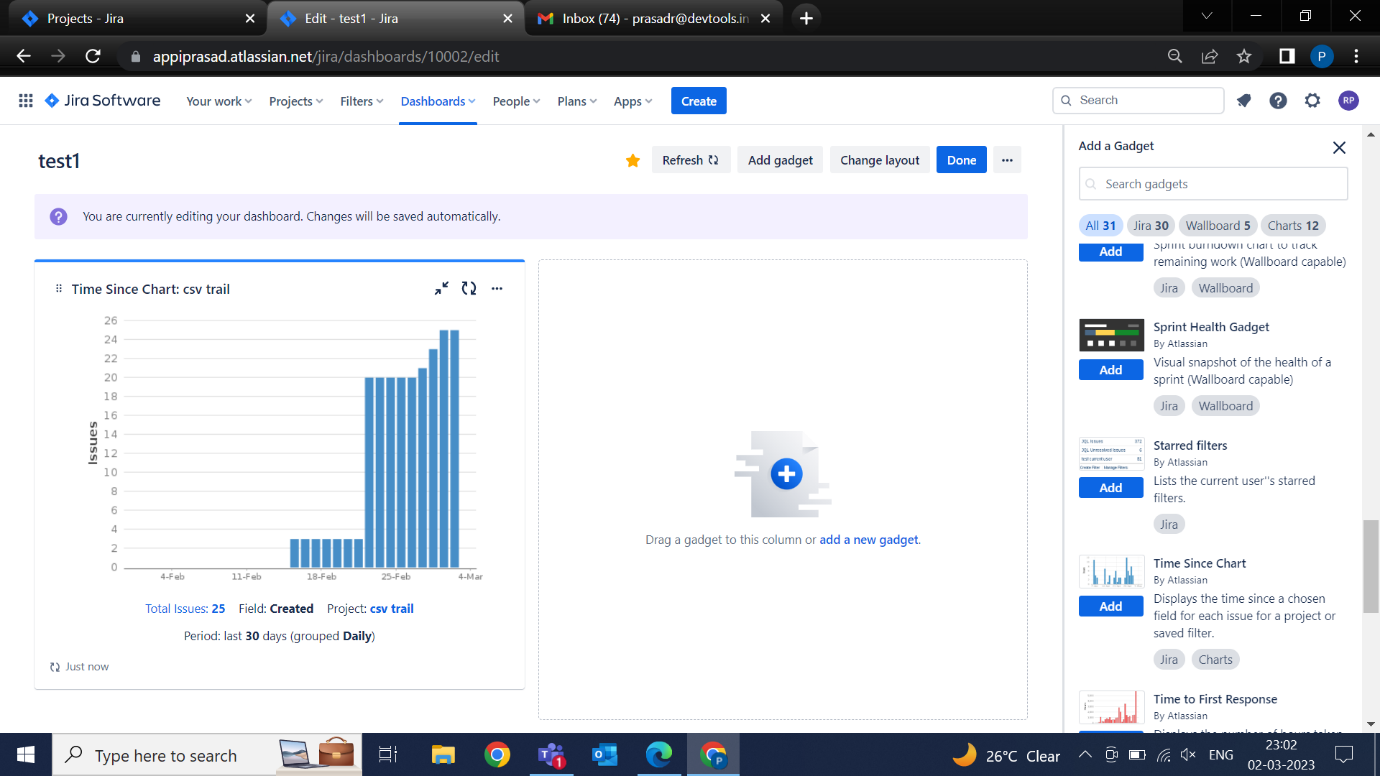 Projects - Jira
Edit - test1 - Jira
Inbox (74) - prasadr@devtools.in
appiprasad.atlassian.net/jira/dashboards/10002/edit
P
Jira Software
Your work
Projects
Filters
Dashboards
People
Plans
Apps
Create
Search
RP
test1
Refresh
Add gadget
Change layout
Done
You are currently editing your dashboard. Changes will be saved automatically.
Time Since Chart: csv trail
26
24
22
20
18
16
14
12
10
8
6
4
2
0
Issues
4-Feb 11-Feb 18-Feb 25-Feb 4-Mar
Total Issues: 25 Field: Created Project: csv trail
Period: last 30 days (grouped Daily)
Just now
Drag a gadget to this column or add a new gadget.
Add a Gadget
Search gadgets
All 31 Jira 30 Wallboard 5 Charts 12
Add
Sprint burndown chart to track
remaining work (Wallboard capable)
Jira Wallboard
Sprint Health Gadget
By Atlassian
Add
Visual snapshot of the health of a
sprint (Wallboard capable)
Jira Wallboard
Starred filters
By Atlassian
Add
Lists the current user''s starred
filters.
Jira
Time Since Chart
By Atlassian
Add
Displays the time since a chosen
field for each issue for a project or
saved filter.
Jira Charts
Time to First Response
By Atlassian
Displays the number of hours taken
Type here to search
1
P
26°C Clear
ENG
23:02
02-03-2023